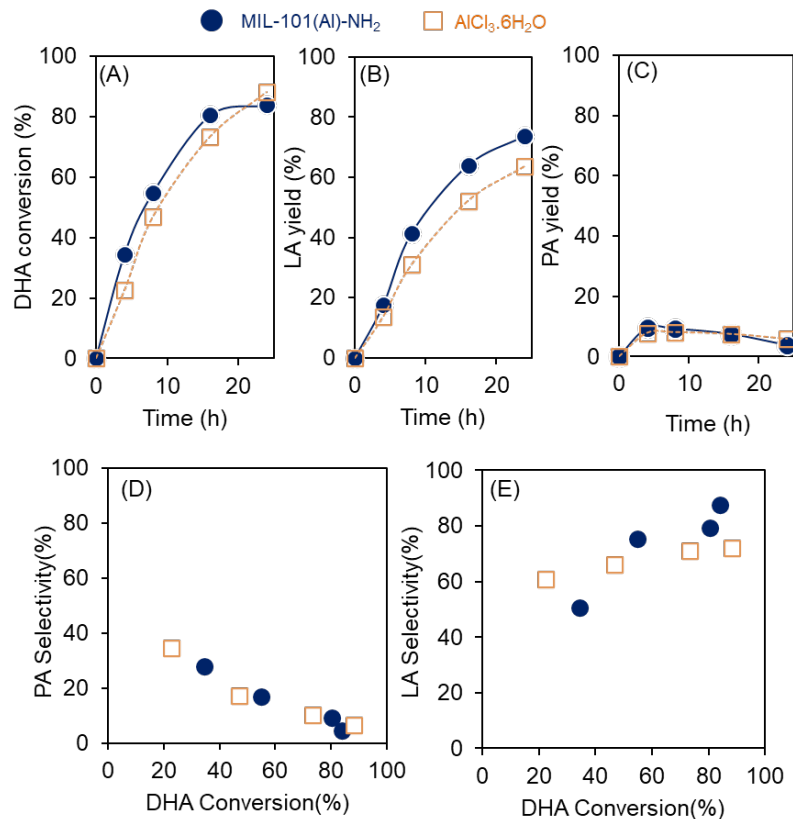 MIL-101(Al)-NH₂ AlCl₃.6H₂O
(A)
DHA conversion (%)
100
80
60
40
20
0
0 10 20
Time (h)
(B)
LA yield (%)
100
80
60
40
20
0
0 10 20
Time (h)
(C)
PA yield (%)
100
80
60
40
20
0
0 10 20
Time (h)
(D)
PA Selectivity(%)
100
80
60
40
20
0
0 20 40 60 80 100
DHA Conversion(%)
(E)
LA Selectivity(%)
100
80
60
40
20
0
0 20 40 60 80 100
DHA Conversion(%)